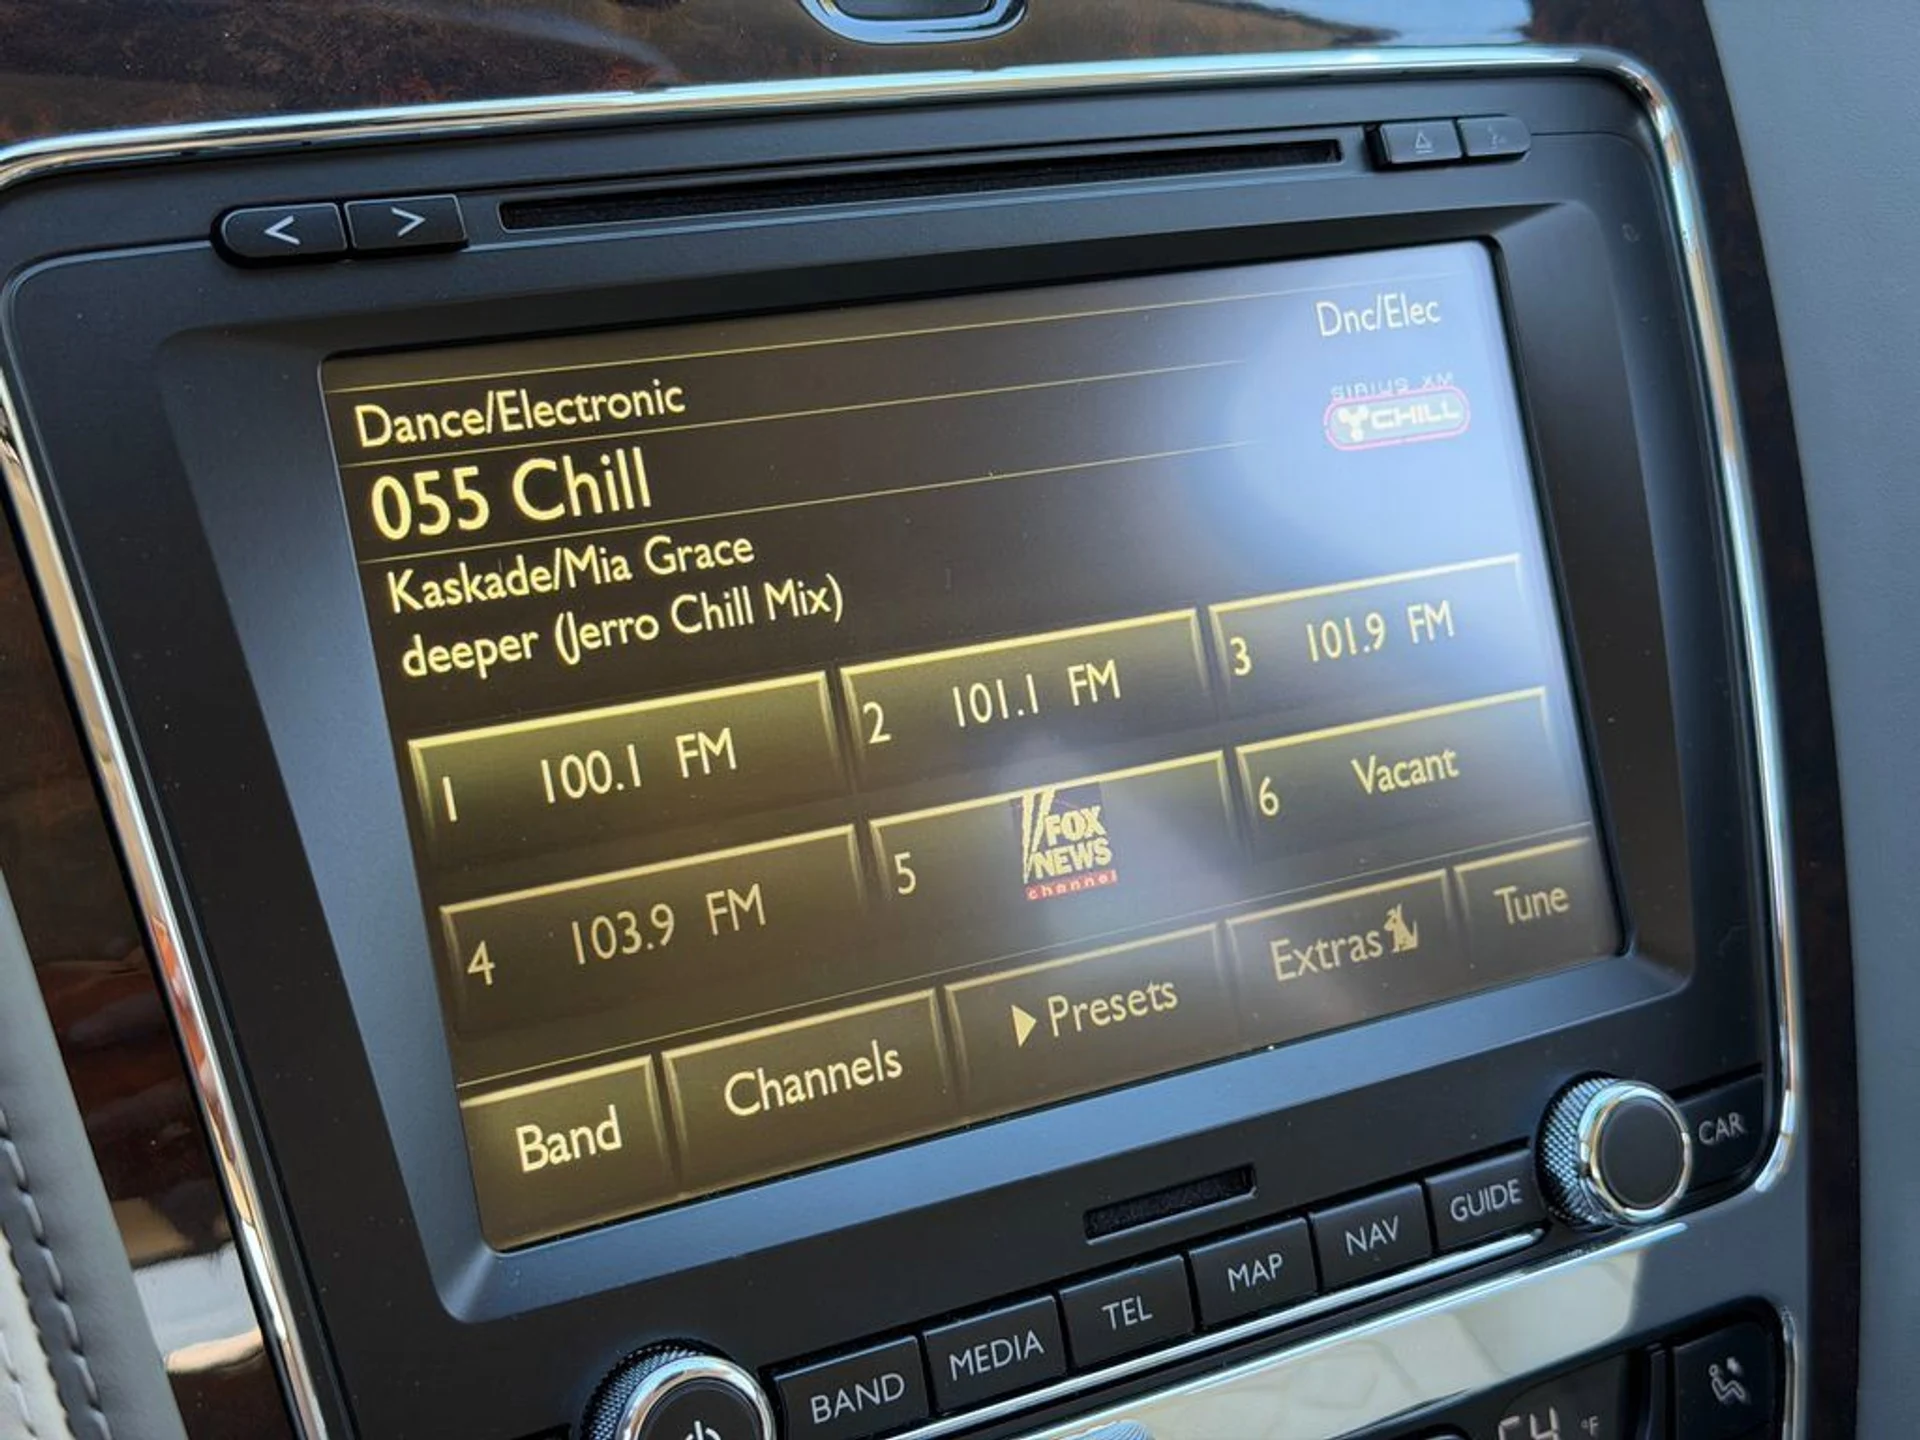 < >
Dnc/Elec
Dance/Electronic
SIRIUS XM
CHILL
055 Chill
Kaskade/Mia Grace
deeper (Jerro Chill Mix)
1 100.1 FM
2 101.1 FM
3 101.9 FM
4 103.9 FM
5 FOX NEWS channel
6 Vacant
Band
Channels
Presets
Extras
Tune
BAND
MEDIA
TEL
MAP
NAV
GUIDE
CAR
°F